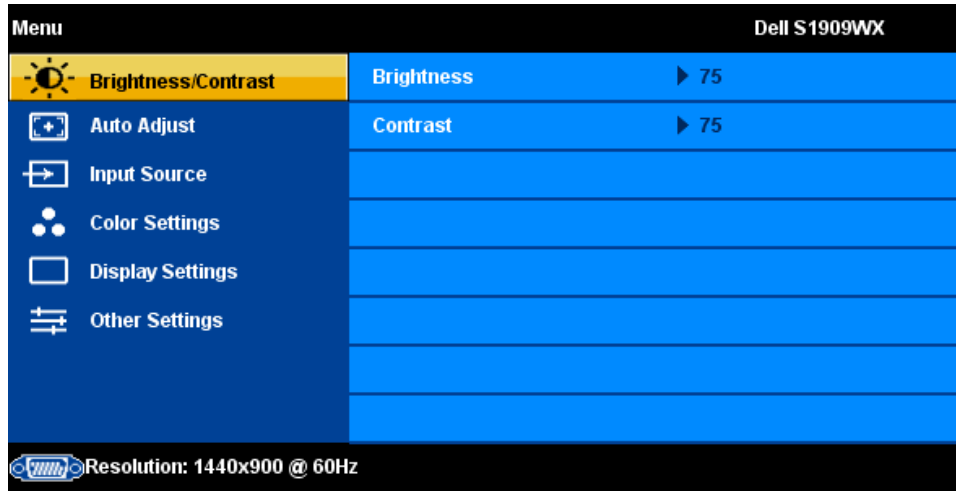 Menu Dell S1909WX
Brightness/Contrast Brightness 75
Auto Adjust Contrast 75
Input Source
Color Settings
Display Settings
Other Settings
Resolution: 1440x900 @ 60Hz